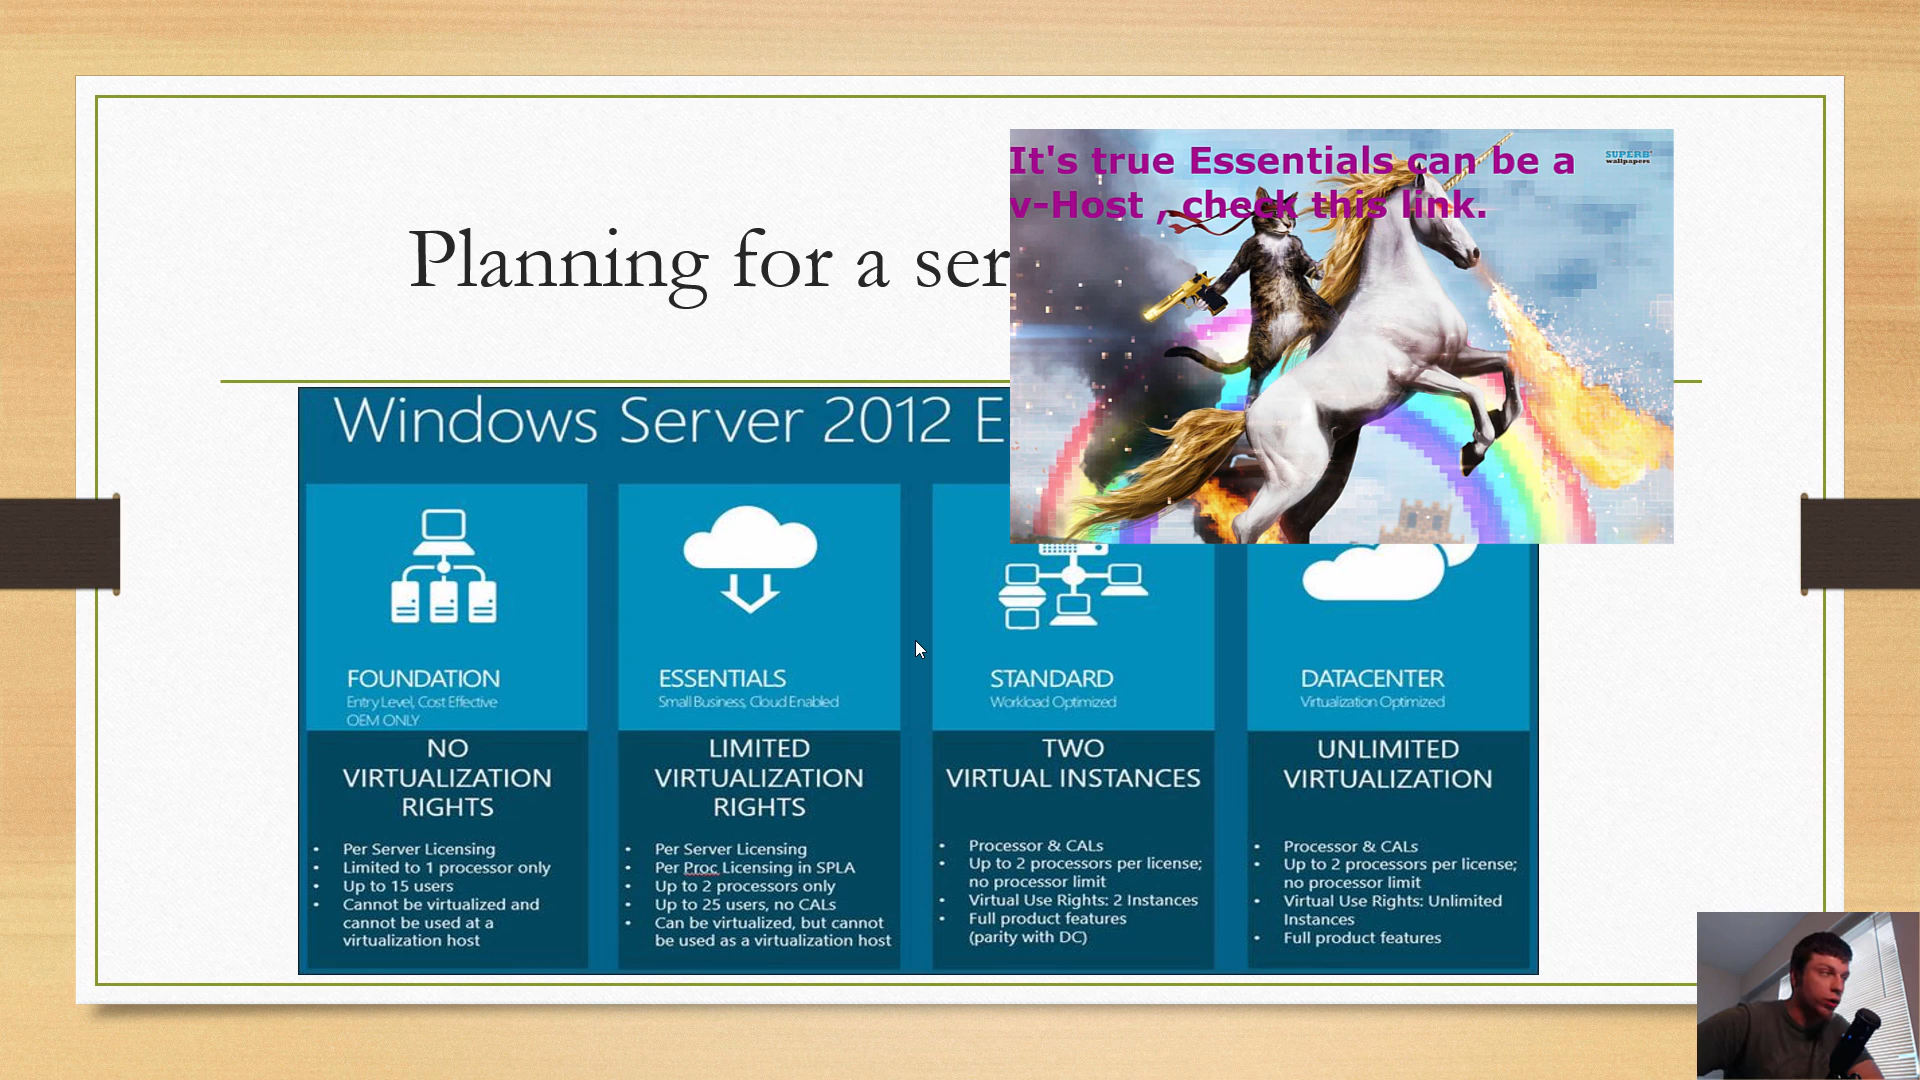 It's true Essentials can be a
v-Host , check this link.
SUPERB
wallpapers
Planning for a ser
Windows Server 2012 E
FOUNDATION
Entry Level, Cost Effective
OEM ONLY
NO
VIRTUALIZATION
RIGHTS
• Per Server Licensing
• Limited to 1 processor only
• Up to 15 users
• Cannot be virtualized and
cannot be used at a
virtualization host
ESSENTIALS
Small Business, Cloud Enabled
LIMITED
VIRTUALIZATION
RIGHTS
• Per Server Licensing
• Per Proc Licensing in SPLA
• Up to 2 processors only
• Up to 25 users, no CALs
• Can be virtualized, but cannot
be used as a virtualization host
STANDARD
Workload Optimized
TWO
VIRTUAL INSTANCES
• Processor & CALs
• Up to 2 processors per license;
no processor limit
• Virtual Use Rights: 2 Instances
• Full product features
(parity with DC)
DATACENTER
Virtualization Optimized
UNLIMITED
VIRTUALIZATION
• Processor & CALs
• Up to 2 processors per license;
no processor limit
• Virtual Use Rights: Unlimited
Instances
• Full product features